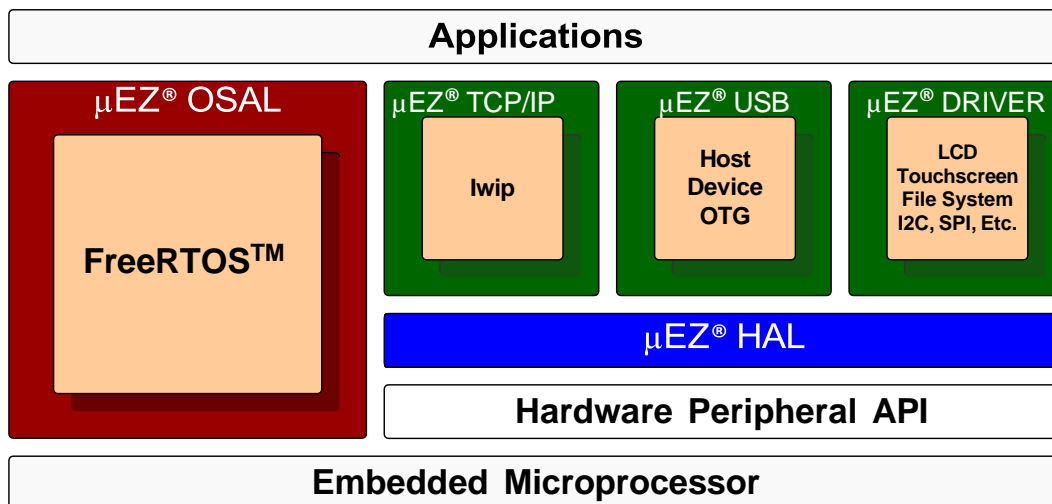 Applications
µEZ® OSAL
FreeRTOS™
µEZ® TCP/IP
lwip
µEZ® USB
Host
Device
OTG
µEZ® DRIVER
LCD
Touchscreen
File System
I2C, SPI, Etc.
µEZ® HAL
Hardware Peripheral API
Embedded Microprocessor